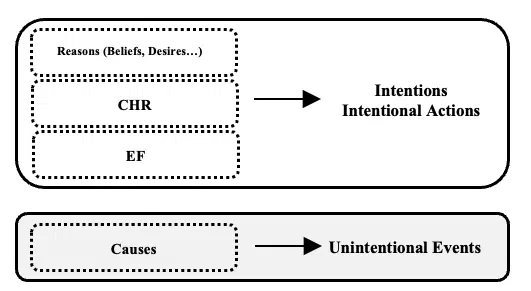 Reasons (Beliefs, Desires…)
CHR
EF
Intentions
Intentional Actions
Causes
Unintentional Events